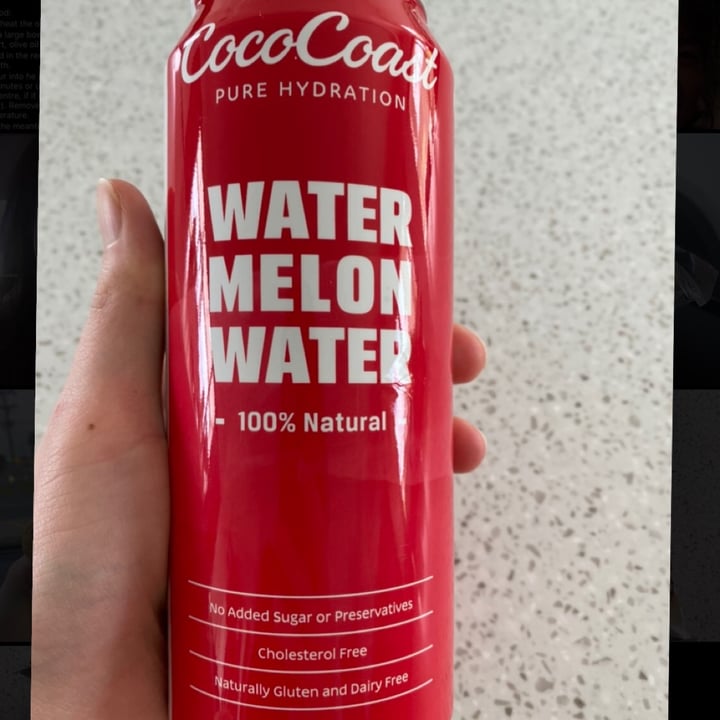 CocoCoast
PURE HYDRATION
WATER
MELON
WATER
- 100% Natural -
No Added Sugar or Preservatives
Cholesterol Free
Naturally Gluten and Dairy Free